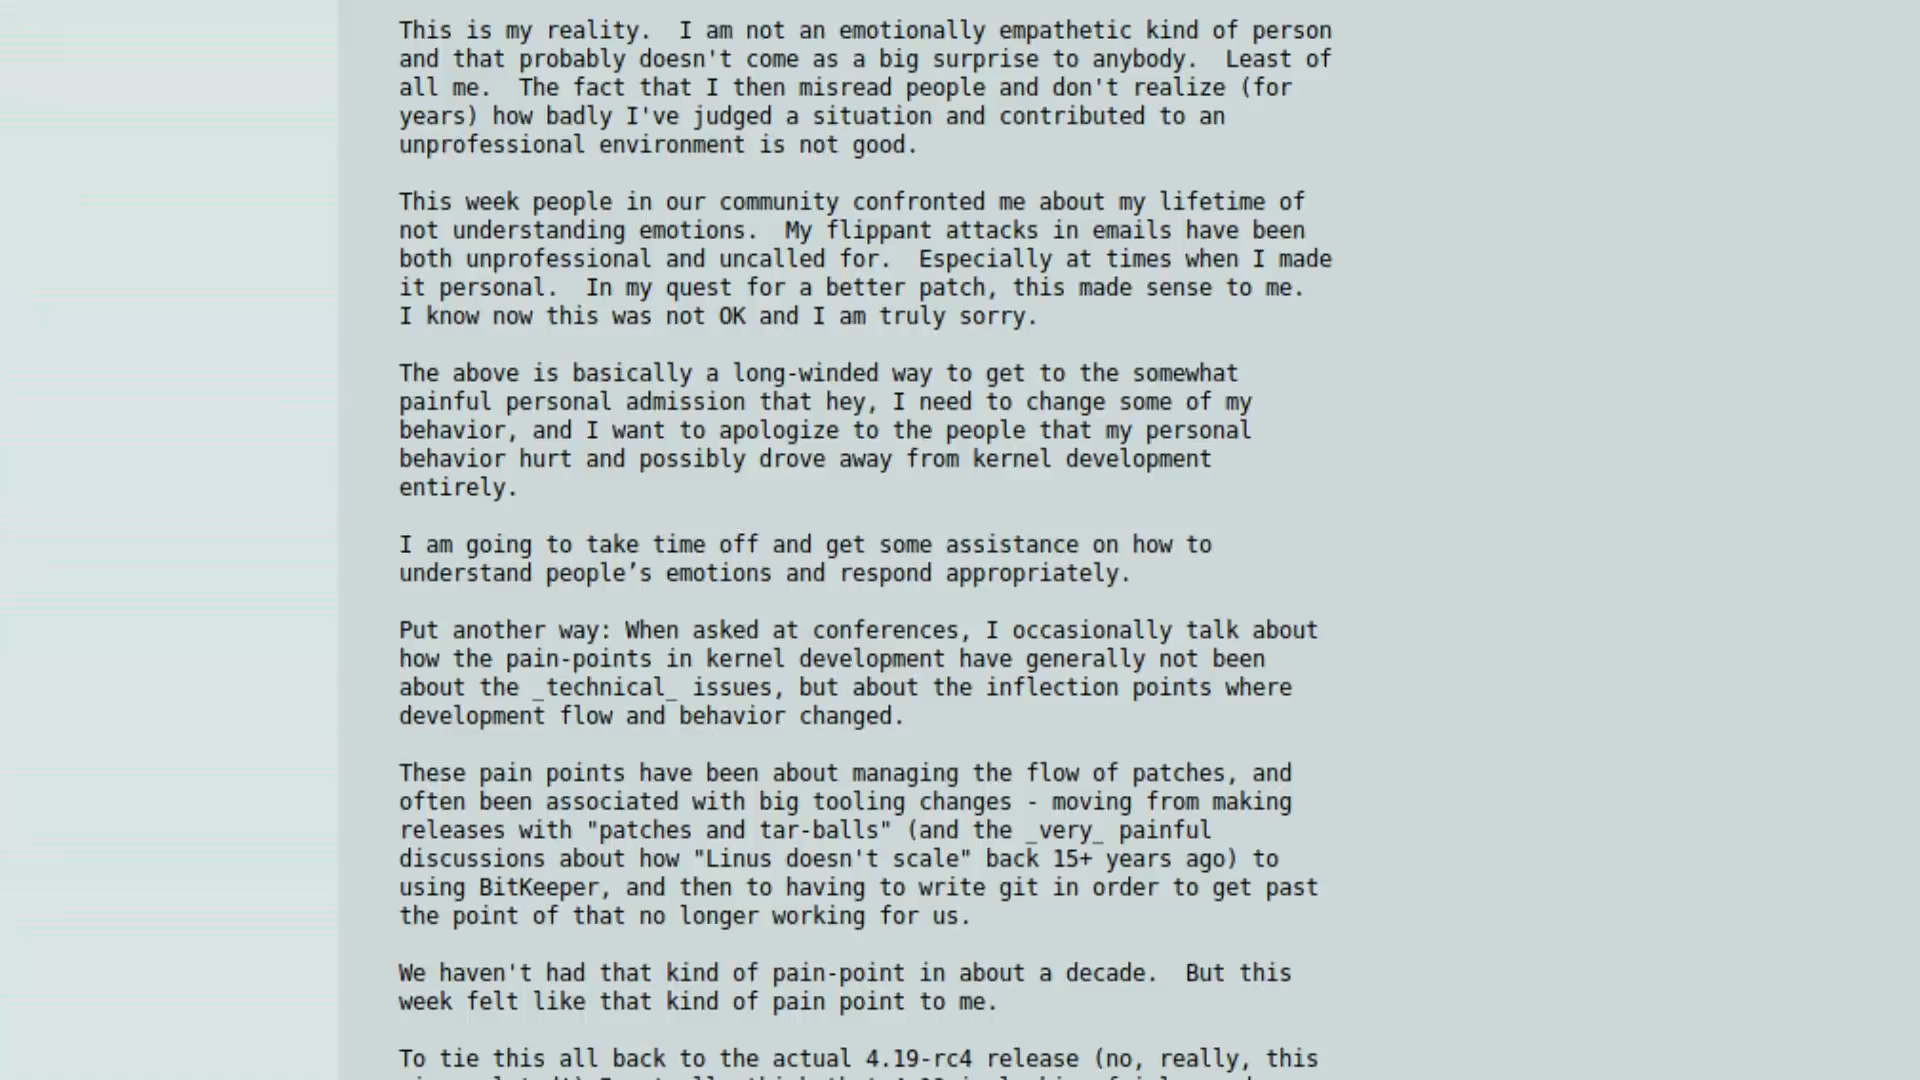 This is my reality.  I am not an emotionally empathetic kind of person
and that probably doesn't come as a big surprise to anybody.  Least of
all me.  The fact that I then misread people and don't realize (for
years) how badly I've judged a situation and contributed to an
unprofessional environment is not good.

This week people in our community confronted me about my lifetime of
not understanding emotions.  My flippant attacks in emails have been
both unprofessional and uncalled for.  Especially at times when I made
it personal.  In my quest for a better patch, this made sense to me.
I know now this was not OK and I am truly sorry.

The above is basically a long-winded way to get to the somewhat
painful personal admission that hey, I need to change some of my
behavior, and I want to apologize to the people that my personal
behavior hurt and possibly drove away from kernel development
entirely.

I am going to take time off and get some assistance on how to
understand people’s emotions and respond appropriately.

Put another way: When asked at conferences, I occasionally talk about
how the pain-points in kernel development have generally not been
about the _technical_ issues, but about the inflection points where
development flow and behavior changed.

These pain points have been about managing the flow of patches, and
often been associated with big tooling changes - moving from making
releases with "patches and tar-balls" (and the _very_ painful
discussions about how "Linus doesn't scale" back 15+ years ago) to
using BitKeeper, and then to having to write git in order to get past
the point of that no longer working for us.

We haven't had that kind of pain-point in about a decade.  But this
week felt like that kind of pain point to me.

To tie this all back to the actual 4.19-rc4 release (no, really, this